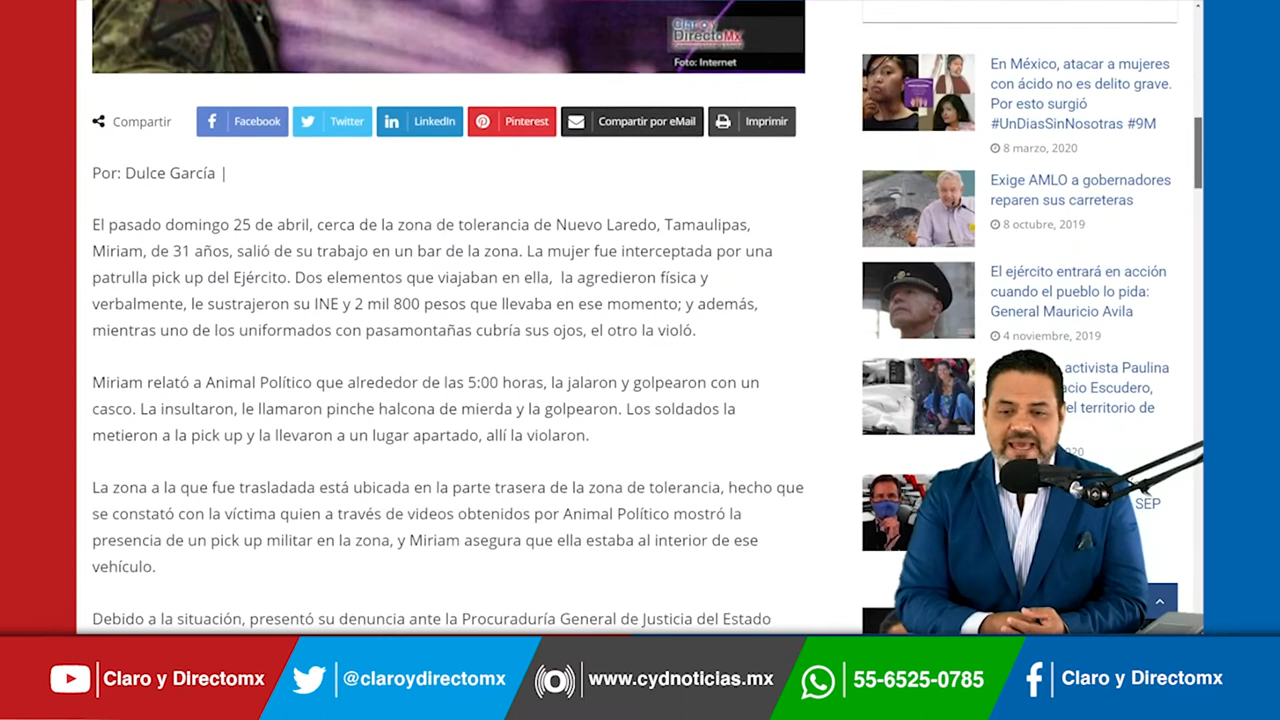 Claro y
DirectoMx
Foto: Internet
Compartir
Facebook
Twitter
LinkedIn
Pinterest
Compartir por eMail
Imprimir
Por: Dulce García |
El pasado domingo 25 de abril, cerca de la zona de tolerancia de Nuevo Laredo, Tamaulipas,
Miriam, de 31 años, salió de su trabajo en un bar de la zona. La mujer fue interceptada por una
patrulla pick up del Ejército. Dos elementos que viajaban en ella, la agredieron física y
verbalmente, le sustrajeron su INE y 2 mil 800 pesos que llevaba en ese momento; y además,
mientras uno de los uniformados con pasamontañas cubría sus ojos, el otro la violó.
Miriam relató a Animal Político que alrededor de las 5:00 horas, la jalaron y golpearon con un
casco. La insultaron, le llamaron pinche halcona de mierda y la golpearon. Los soldados la
metieron a la pick up y la llevaron a un lugar apartado, allí la violaron.
La zona a la que fue trasladada está ubicada en la parte trasera de la zona de tolerancia, hecho que
se constató con la víctima quien a través de videos obtenidos por Animal Político mostró la
presencia de un pick up militar en la zona, y Miriam asegura que ella estaba al interior de ese
vehículo.
Debido a la situación, presentó su denuncia ante la Procuraduría General de Justicia del Estado
En México, atacar a mujeres
con ácido no es delito grave.
Por esto surgió
#UnDiasSinNosotras #9M
8 marzo, 2020
Exige AMLO a gobernadores
reparen sus carreteras
8 octubre, 2019
El ejército entrará en acción
cuando el pueblo lo pida:
General Mauricio Avila
4 noviembre, 2019
activista Paulina
acio Escudero,
el territorio de
020
SEP
Claro y Directomx
@claroydirectomx
www.cydnoticias.mx
55-6525-0785
Claro y Directomx